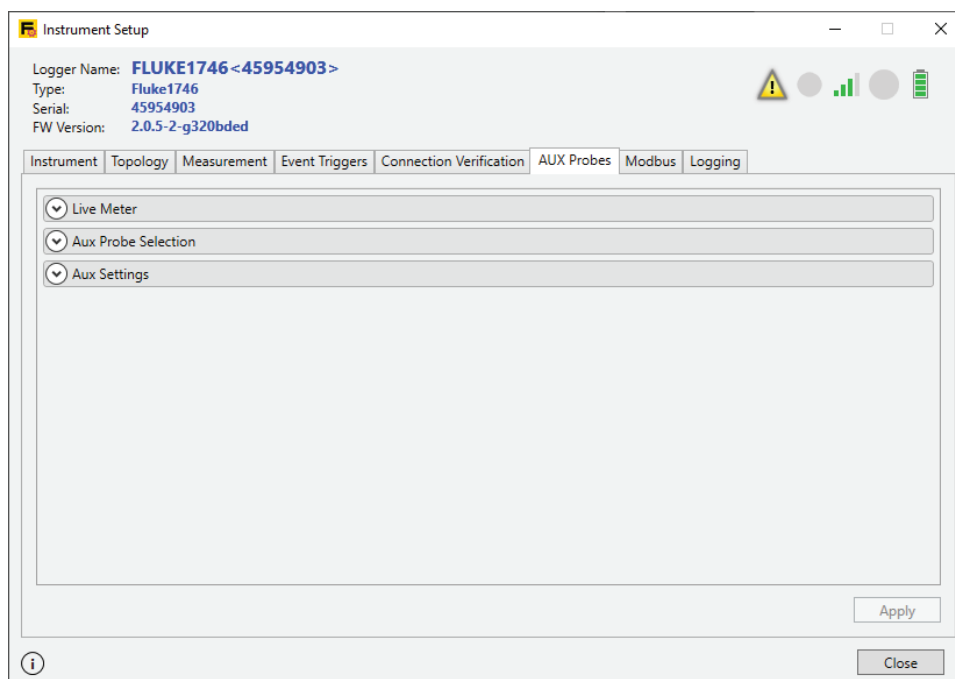 Instrument Setup
Logger Name: FLUKE1746<45954903>
Type: Fluke1746
Serial: 45954903
FW Version: 2.0.5-2-g320bded
Instrument Topology Measurement Event Triggers Connection Verification AUX Probes Modbus Logging
Live Meter
Aux Probe Selection
Aux Settings
Apply
Close